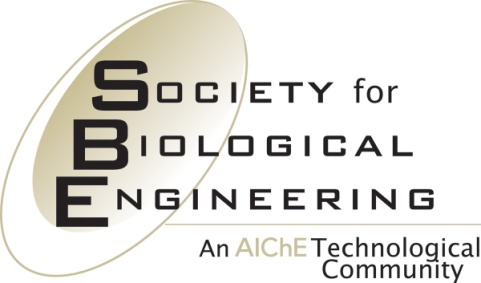 SOCIETY for
BIOLOGICAL
ENGINEERING
An AIChE Technological
Community